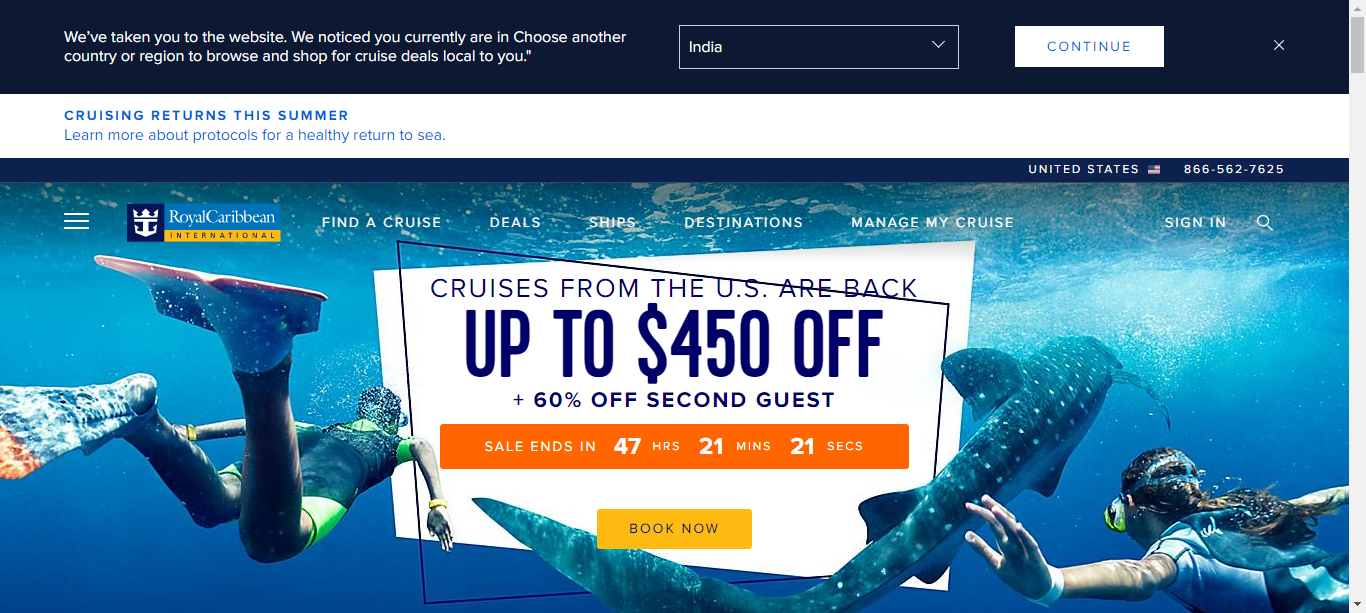 We've taken you to the website. We noticed you currently are in Choose another
country or region to browse and shop for cruise deals local to you."
India
CONTINUE
CRUISING RETURNS THIS SUMMER
Learn more about protocols for a healthy return to sea.
UNITED STATES 866-562-7625
RoyalCaribbean
INTERNATIONAL
FIND A CRUISE DEALS SHIPS DESTINATIONS MANAGE MY CRUISE SIGN IN
CRUISES FROM THE U.S. ARE BACK
UP TO $450 OFF
+ 60% OFF SECOND GUEST
SALE ENDS IN 47 HRS 21 MINS 21 SECS
BOOK NOW